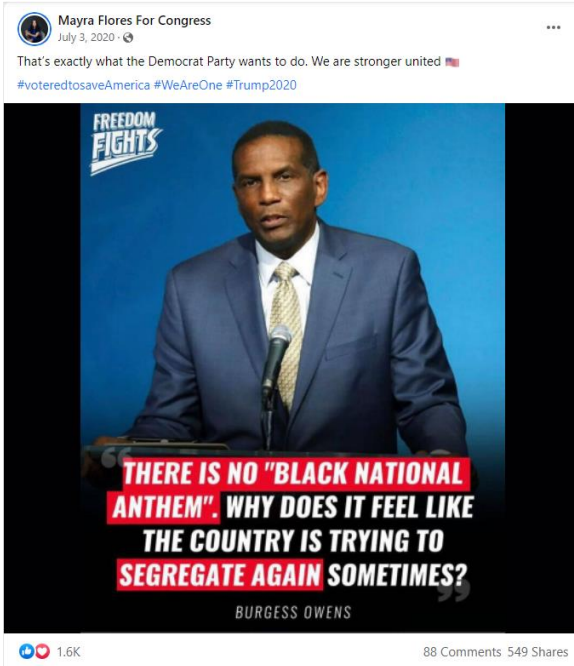 Mayra Flores For Congress
July 3, 2020 ·
That's exactly what the Democrat Party wants to do. We are stronger united 🇺🇸
#voteredtosaveAmerica #WeAreOne #Trump2020
FREEDOM
FIGHTS
"THERE IS NO "BLACK NATIONAL
ANTHEM". WHY DOES IT FEEL LIKE
THE COUNTRY IS TRYING TO
SEGREGATE AGAIN SOMETIMES?"
BURGESS OWENS
1.6K
88 Comments 549 Shares